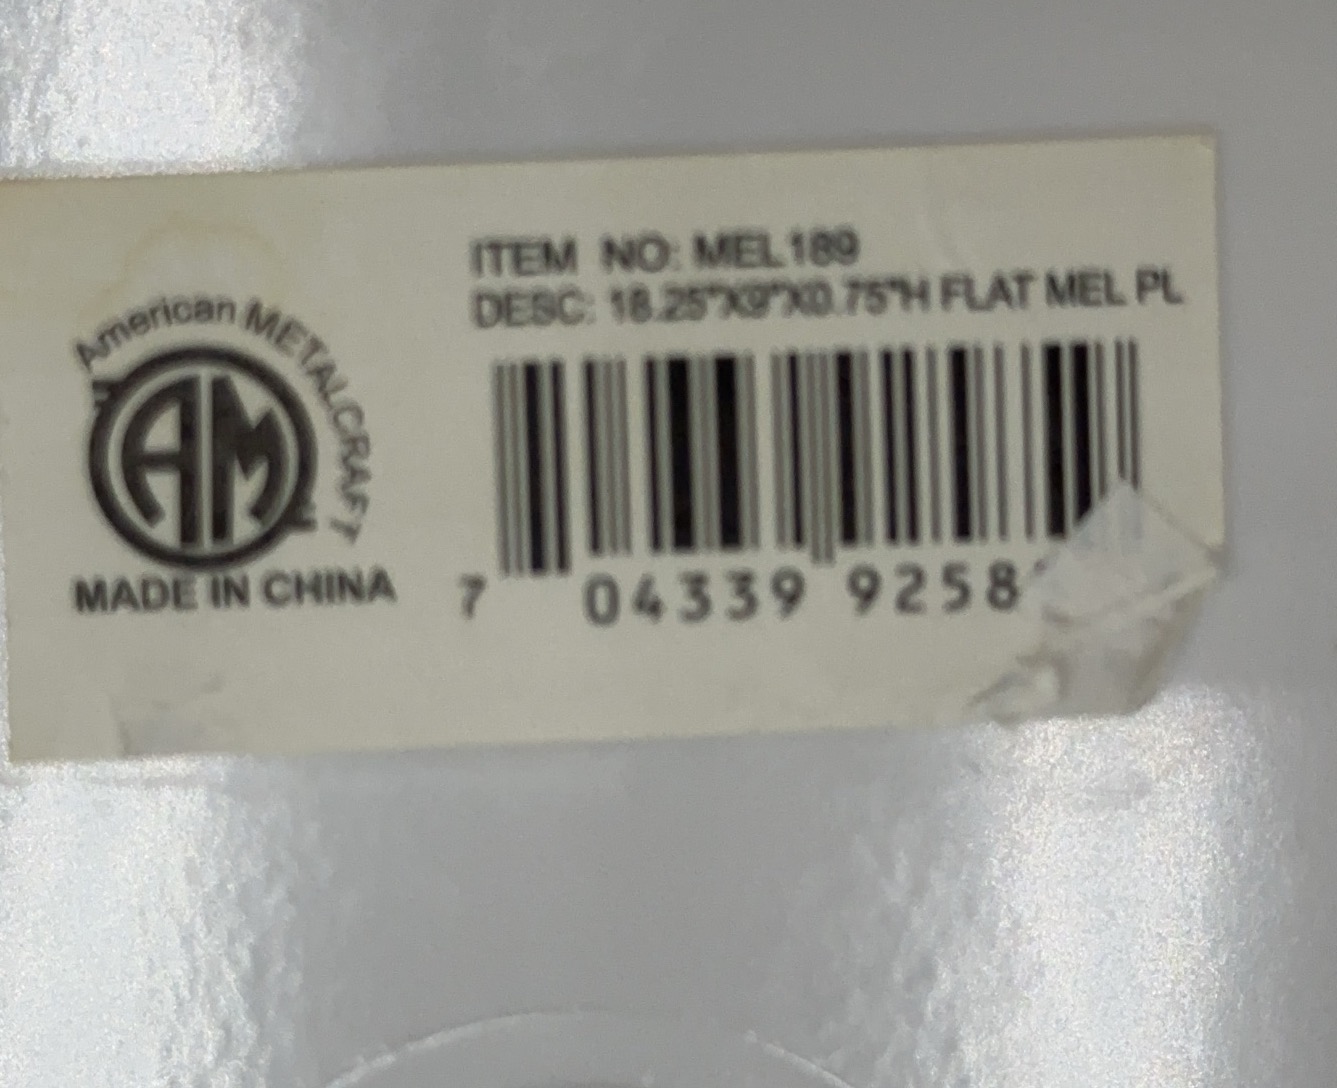 ITEM NO: MEL189
DESC: 18.25"X9"X0.75"H FLAT MEL PL
American METALCRAFT
AM
MADE IN CHINA
7 04339 9258